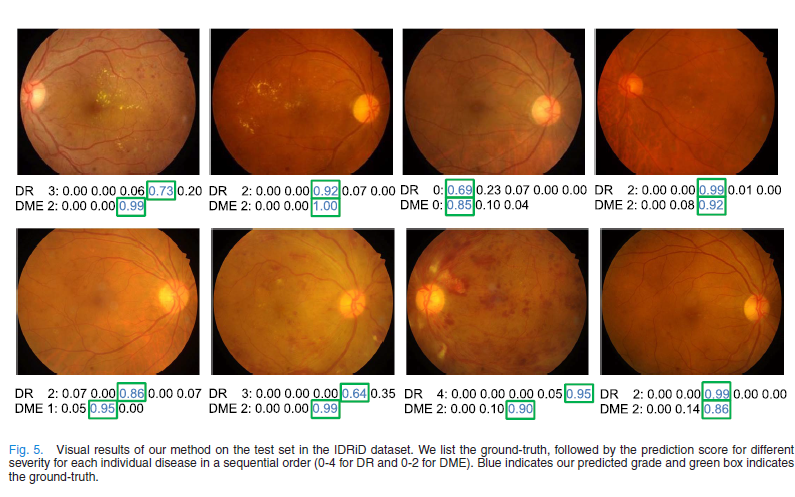 DR 3: 0.00 0.00 0.06 0.73 0.20
DME 2: 0.00 0.00 0.99
DR 2: 0.00 0.00 0.92 0.07 0.00
DME 2: 0.00 0.00 1.00
DR 0: 0.69 0.23 0.07 0.00 0.00
DME 0: 0.85 0.10 0.04
DR 2: 0.00 0.00 0.99 0.01 0.00
DME 2: 0.00 0.08 0.92
DR 2: 0.07 0.00 0.86 0.00 0.07
DME 1: 0.05 0.95 0.00
DR 3: 0.00 0.00 0.00 0.64 0.35
DME 2: 0.00 0.00 0.99
DR 4: 0.00 0.00 0.00 0.05 0.95
DME 2: 0.00 0.10 0.90
DR 2: 0.00 0.00 0.99 0.00 0.00
DME 2: 0.00 0.14 0.86
Fig. 5. Visual results of our method on the test set in the IDRiD dataset. We list the ground-truth, followed by the prediction score for different
severity for each individual disease in a sequential order (0-4 for DR and 0-2 for DME). Blue indicates our predicted grade and green box indicates
the ground-truth.